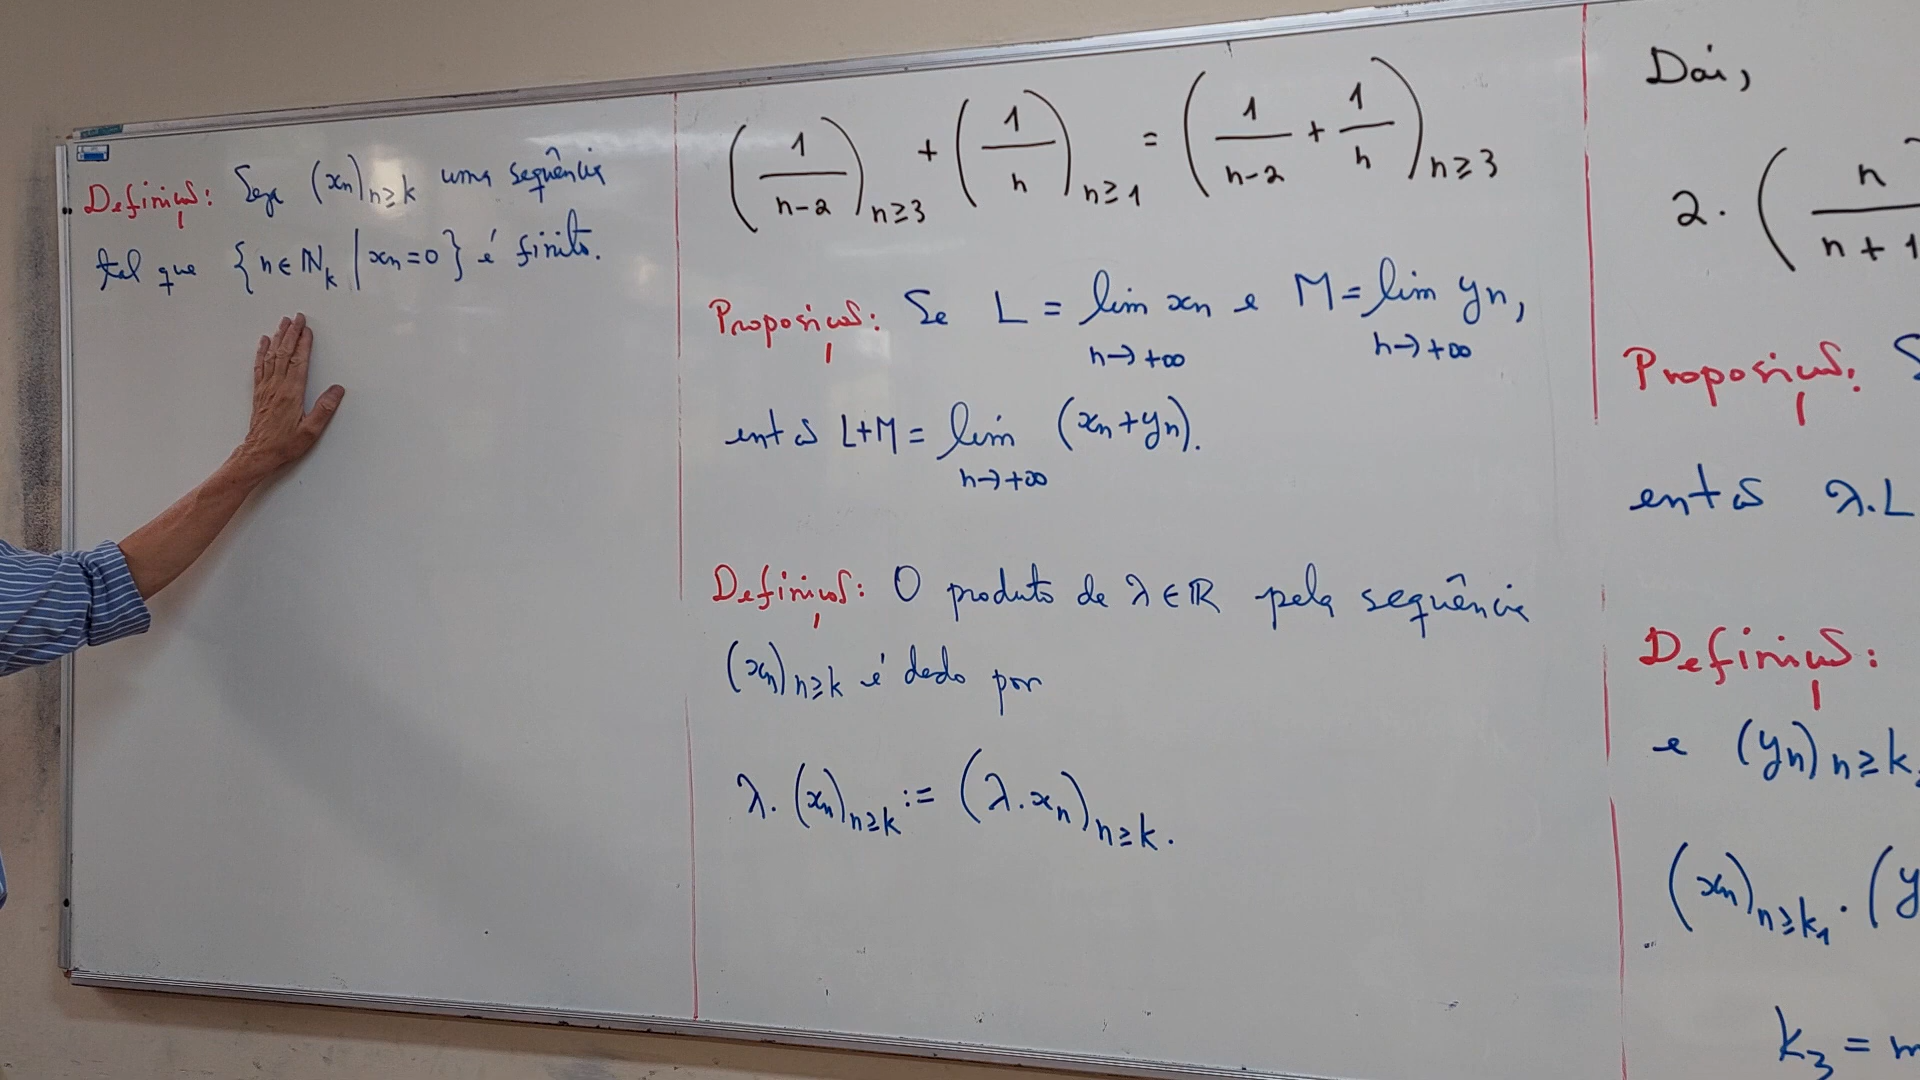 Definição: Seja (xn)n≥k uma sequência
tal que {n ∈ ℕk | xn = 0} é finito.
(1/(n-2))n≥3 + (1/n)n≥1 = (1/(n-2) + 1/n)n≥3
Proposição: Se L = lim xn e M = lim yn,
n→+∞ n→+∞
então L+M = lim (xn+yn).
n→+∞
Definição: O produto de λ ∈ ℝ pela sequência
(xn)n≥k é dado por
λ. (xn)n≥k := (λ.xn)n≥k.
Daí,
2. (n
n + 1
Proposição:
então λ.L
Definição:
e (yn)n≥k
(xn)n≥k1 . (y
k3 = m